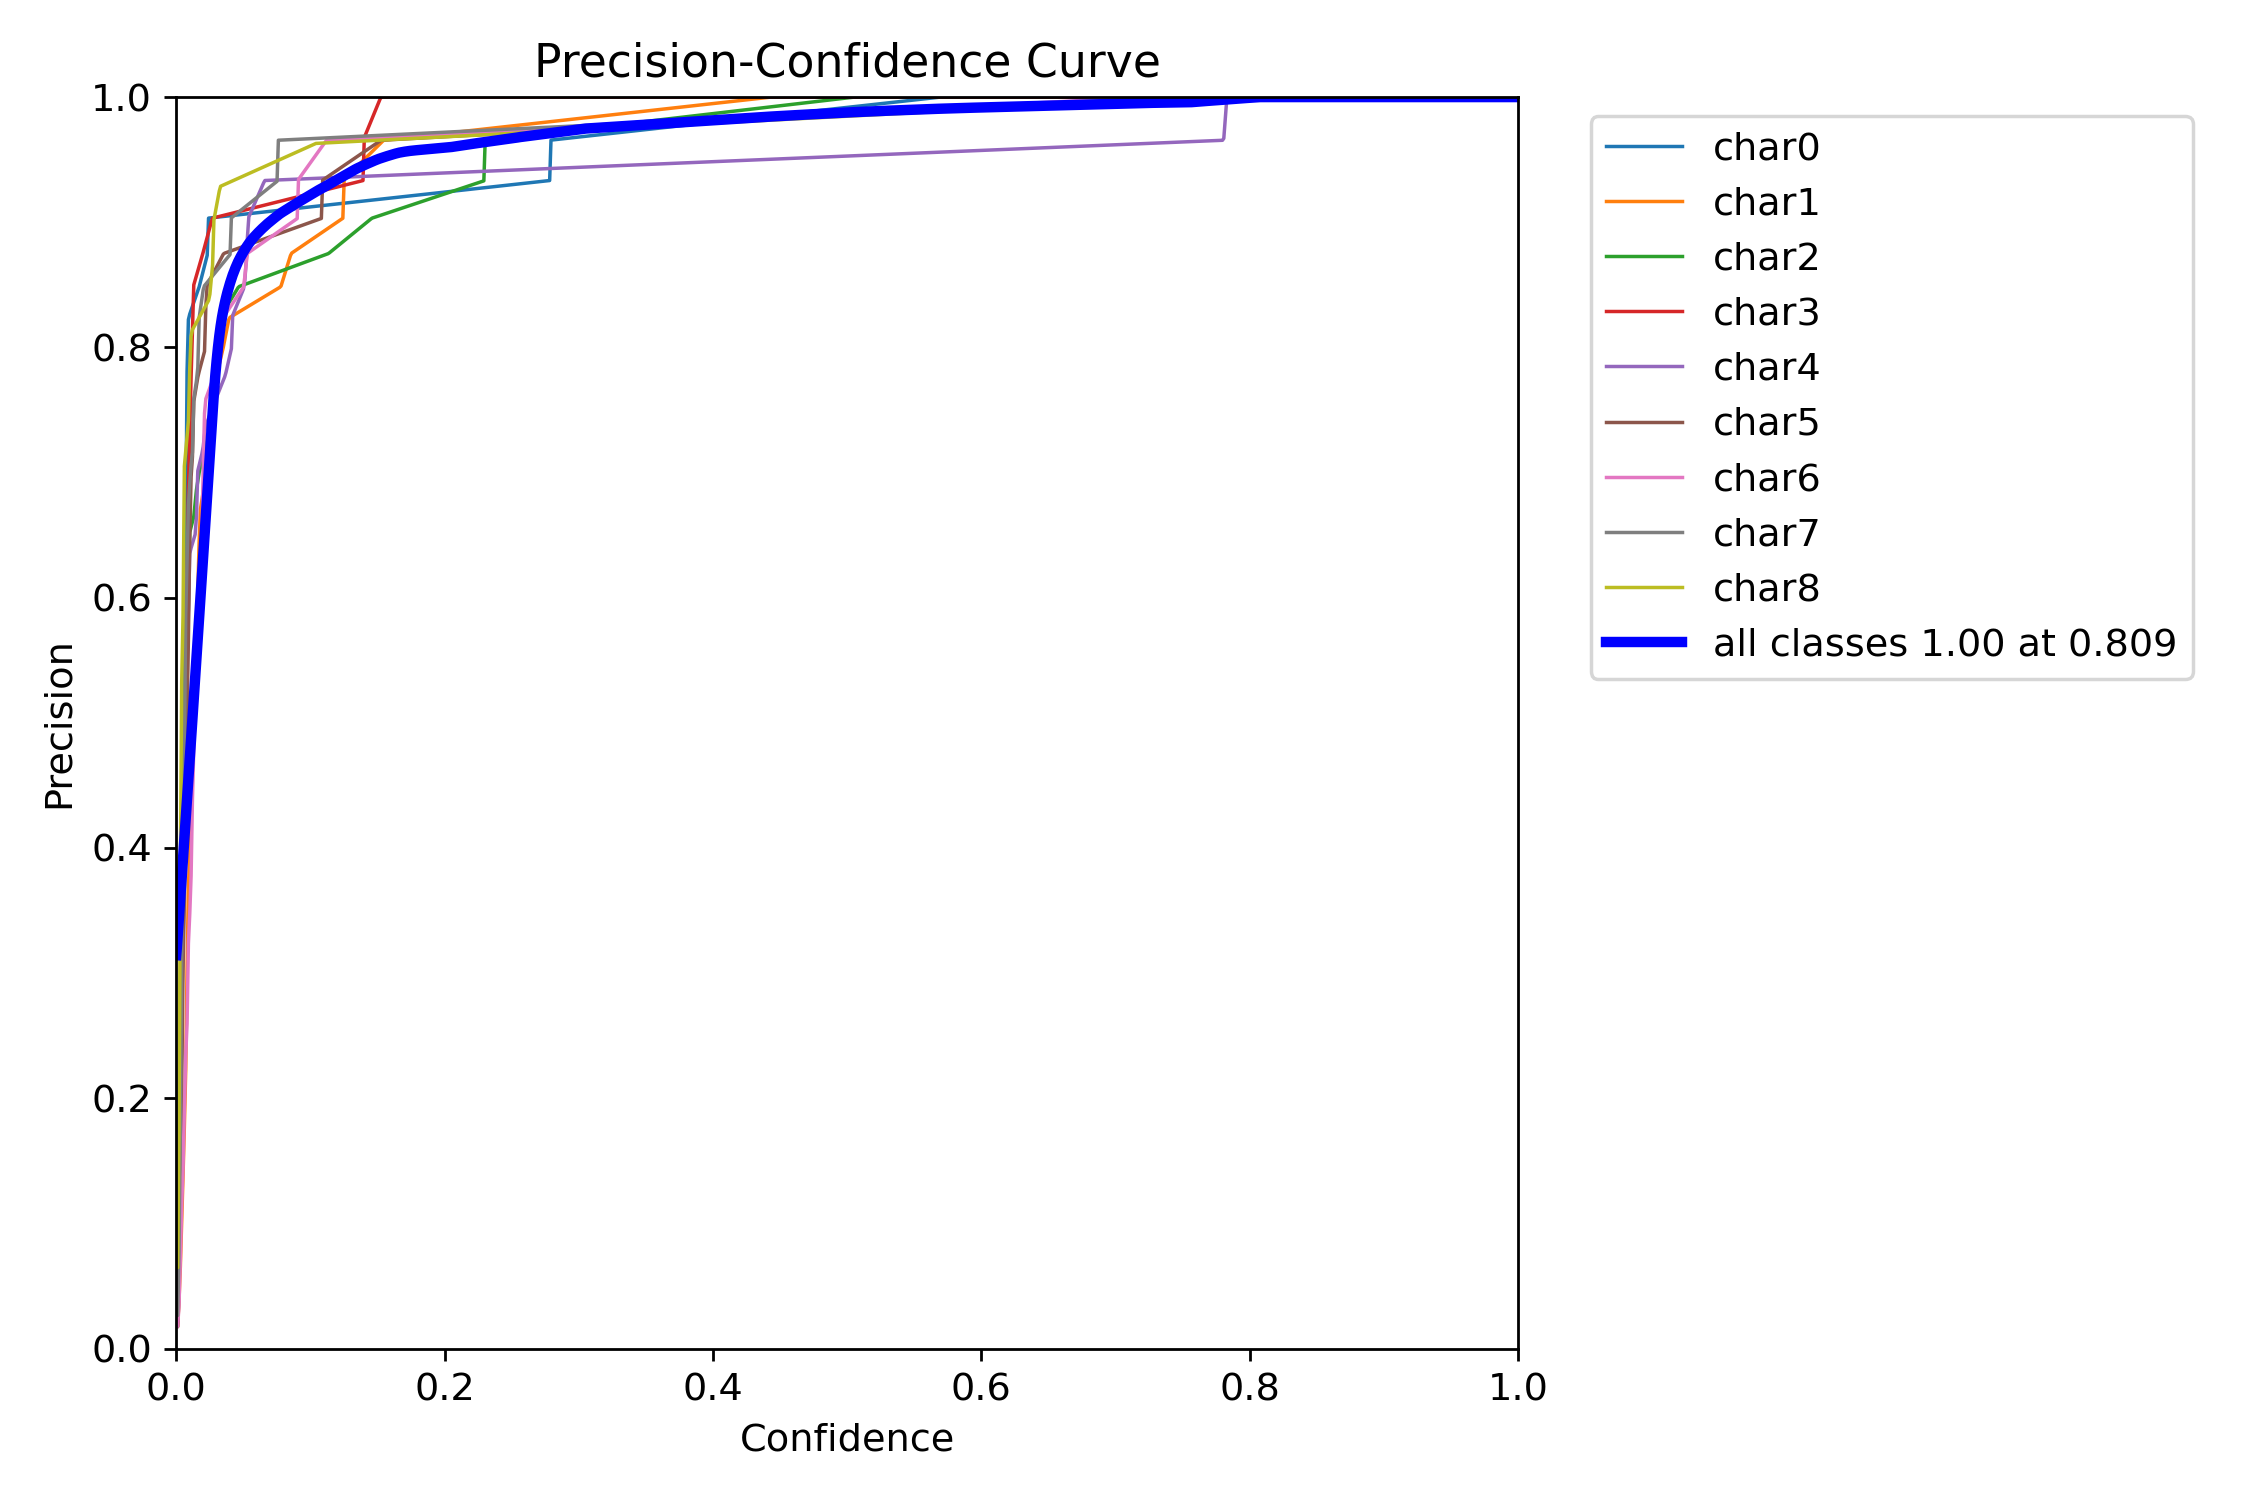 Precision-Confidence Curve
1.0
0.8
0.6
0.4
0.2
0.0
Precision
0.0 0.2 0.4 0.6 0.8 1.0
Confidence
char0
char1
char2
char3
char4
char5
char6
char7
char8
all classes 1.00 at 0.809